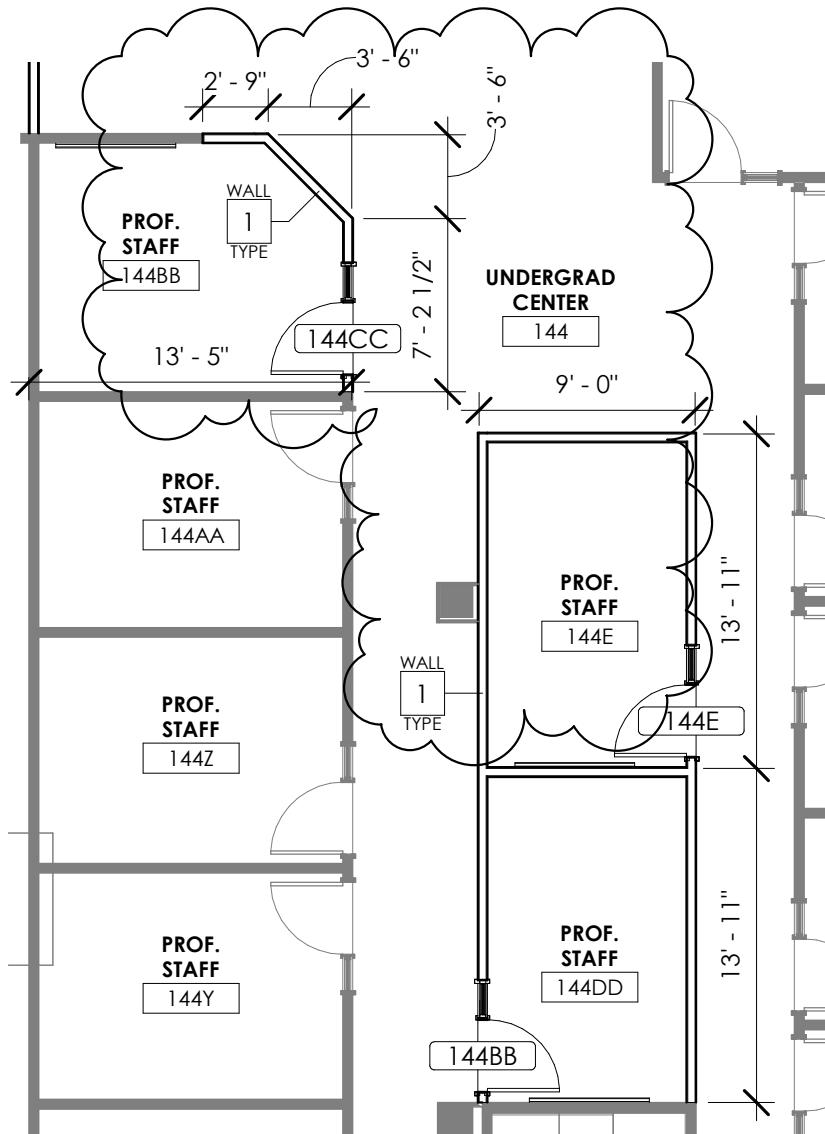 3' - 6"
2' - 9"
3' - 6"
WALL
1
TYPE
PROF.
STAFF
144BB
7' - 2 1/2"
UNDERGRAD
CENTER
144
144CC
13' - 5"
9' - 0"
PROF.
STAFF
144AA
PROF.
STAFF
144E
13' - 11"
WALL
1
TYPE
144E
PROF.
STAFF
144Z
PROF.
STAFF
144Y
PROF.
STAFF
144DD
13' - 11"
144BB